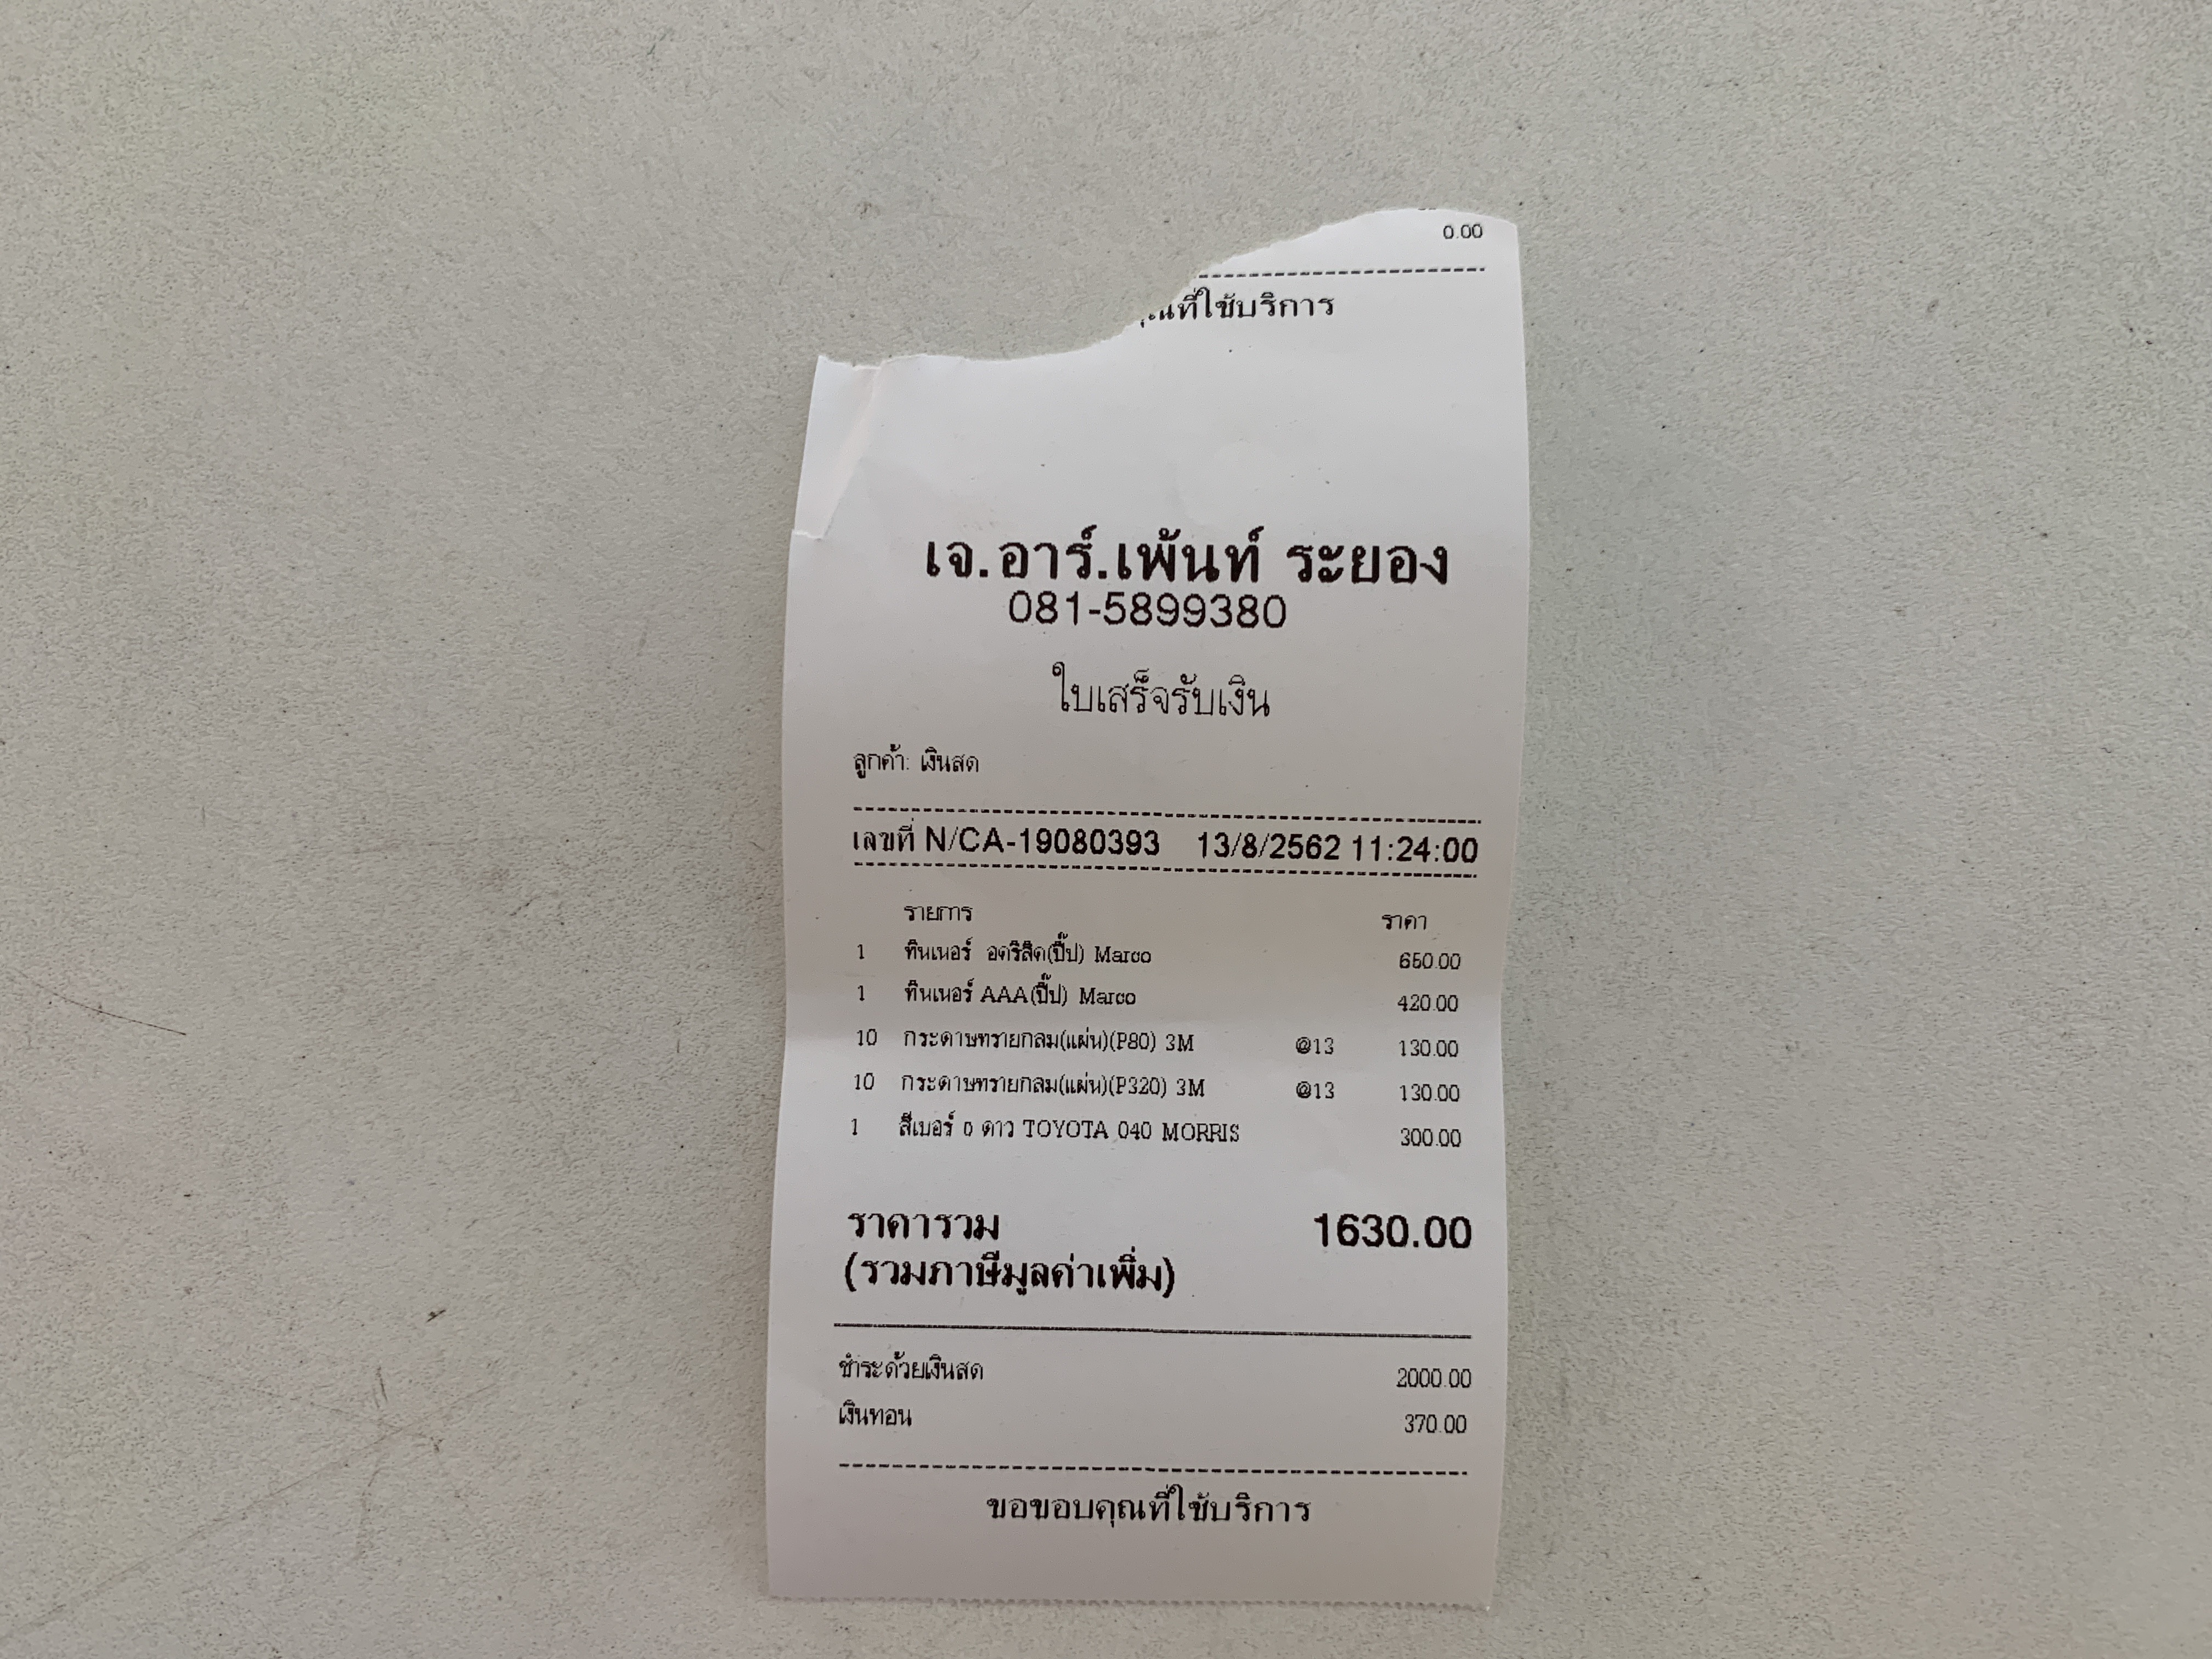 0.00
ณที่ใช้บริการ
เจ.อาร์.เพ้นท์ ระยอง
081-5899380
ใบเสร็จรับเงิน
ลูกค้า: เงินสด
เลขที่ N/CA-19080393 13/8/2562 11:24:00
รายการ ราคา
1 ทินเนอร์ อคริลิค(ปี๊ป) Marco 650.00
1 ทินเนอร์ AAA(ปี๊ป) Marco 420.00
10 กระดาษทรายกลม(แผ่น)(P80) 3M @13 130.00
10 กระดาษทรายกลม(แผ่น)(P320) 3M @13 130.00
1 สีเบอร์ 0 ดาว TOYOTA 040 MORRIS 300.00
ราคารวม 1630.00
(รวมภาษีมูลค่าเพิ่ม)
ชำระด้วยเงินสด 2000.00
เงินทอน 370.00
ขอขอบคุณที่ใช้บริการ